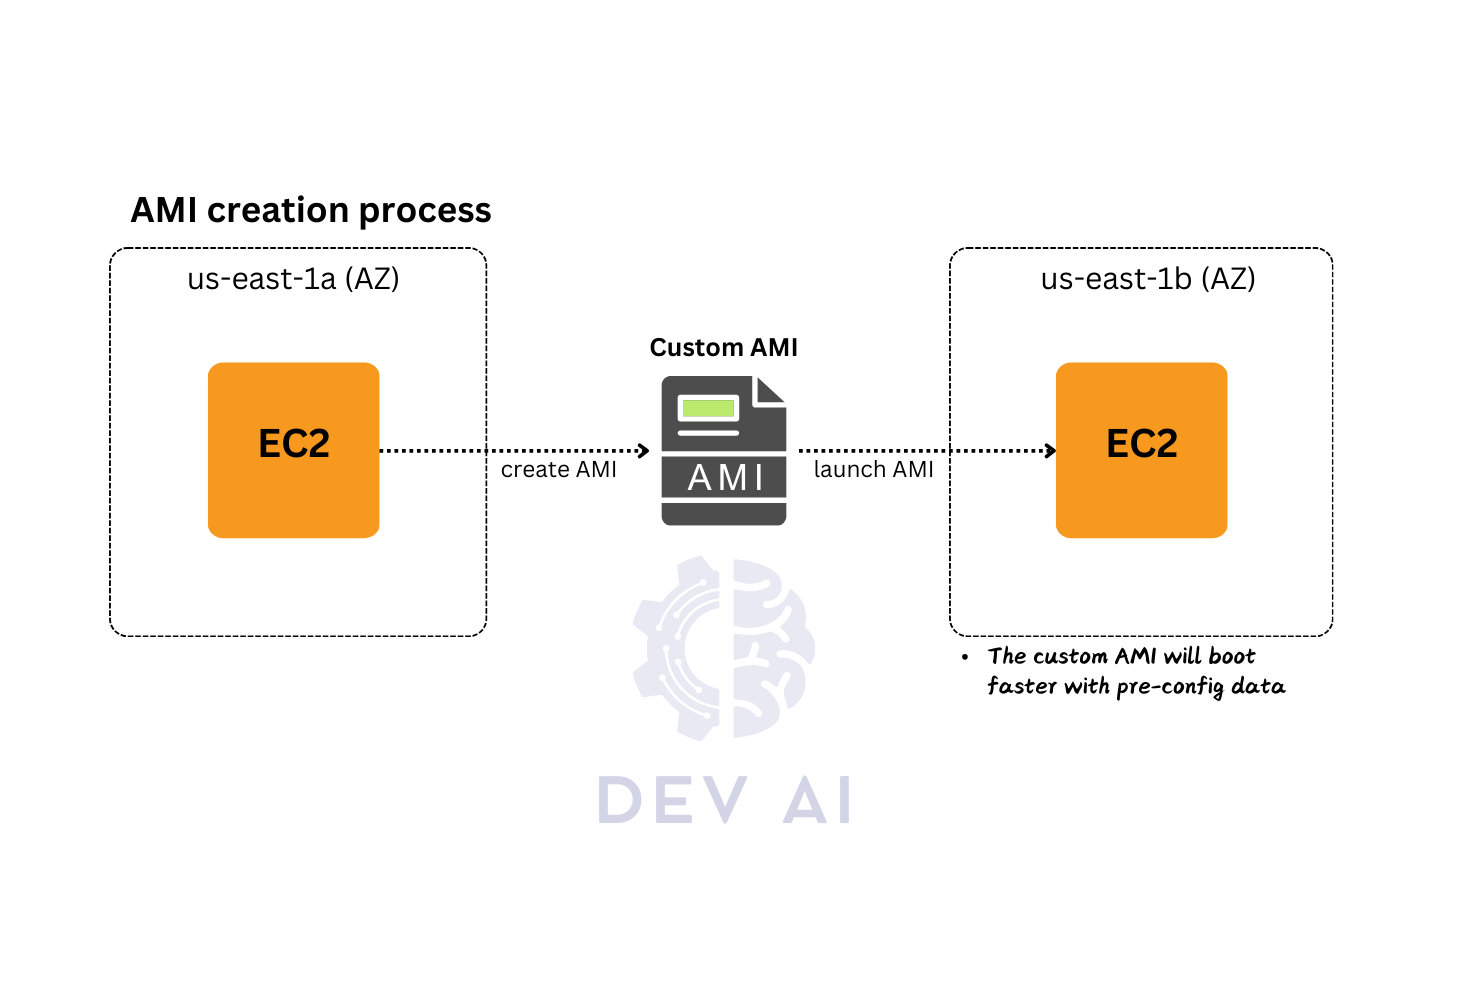 AMI creation process
us-east-1a (AZ)
us-east-1b (AZ)
Custom AMI
EC2
AMI
EC2
create AMI
launch AMI
• The custom AMI will boot
faster with pre-config data
DEV AI